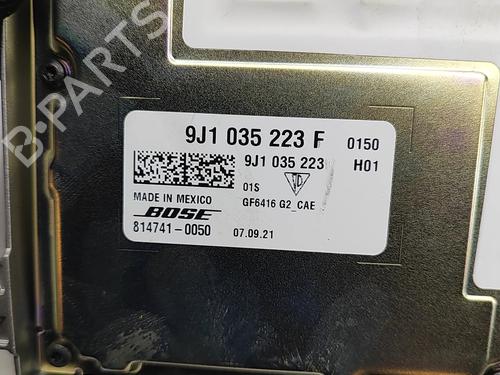 9J1 035 223 F 0150
9J1 035 223 H01
01S
MADE IN MEXICO GF6416 G2_CAE
BOSE
814741-0050 07.09.21
B-PARTS